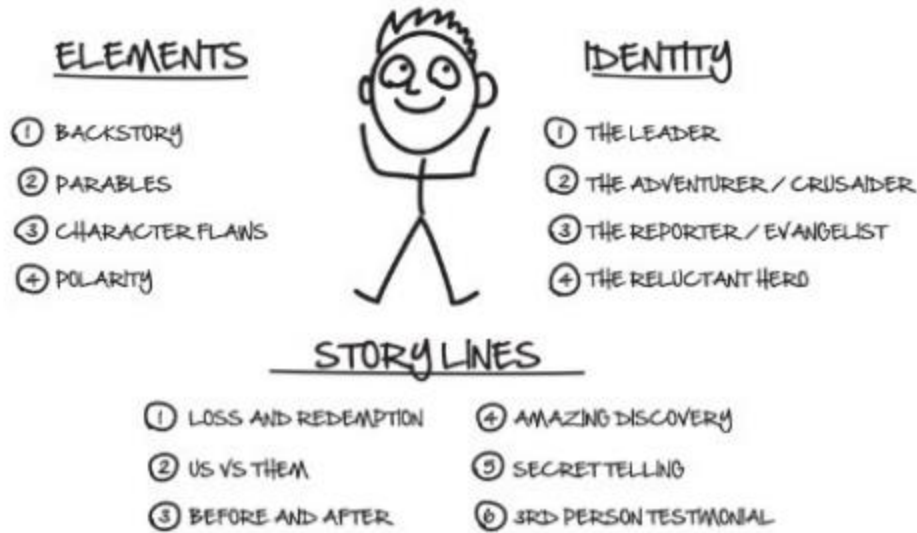 ELEMENTS
1 BACKSTORY
2 PARABLES
3 CHARACTER FLAWS
4 POLARITY
IDENTITY
1 THE LEADER
2 THE ADVENTURER / CRUSAIDER
3 THE REPORTER / EVANGELIST
4 THE RELUCTANT HERO
STORY LINES
1 LOSS AND REDEMPTION
2 US VS THEM
3 BEFORE AND AFTER
4 AMAZING DISCOVERY
5 SECRET TELLING
6 3RD PERSON TESTIMONIAL